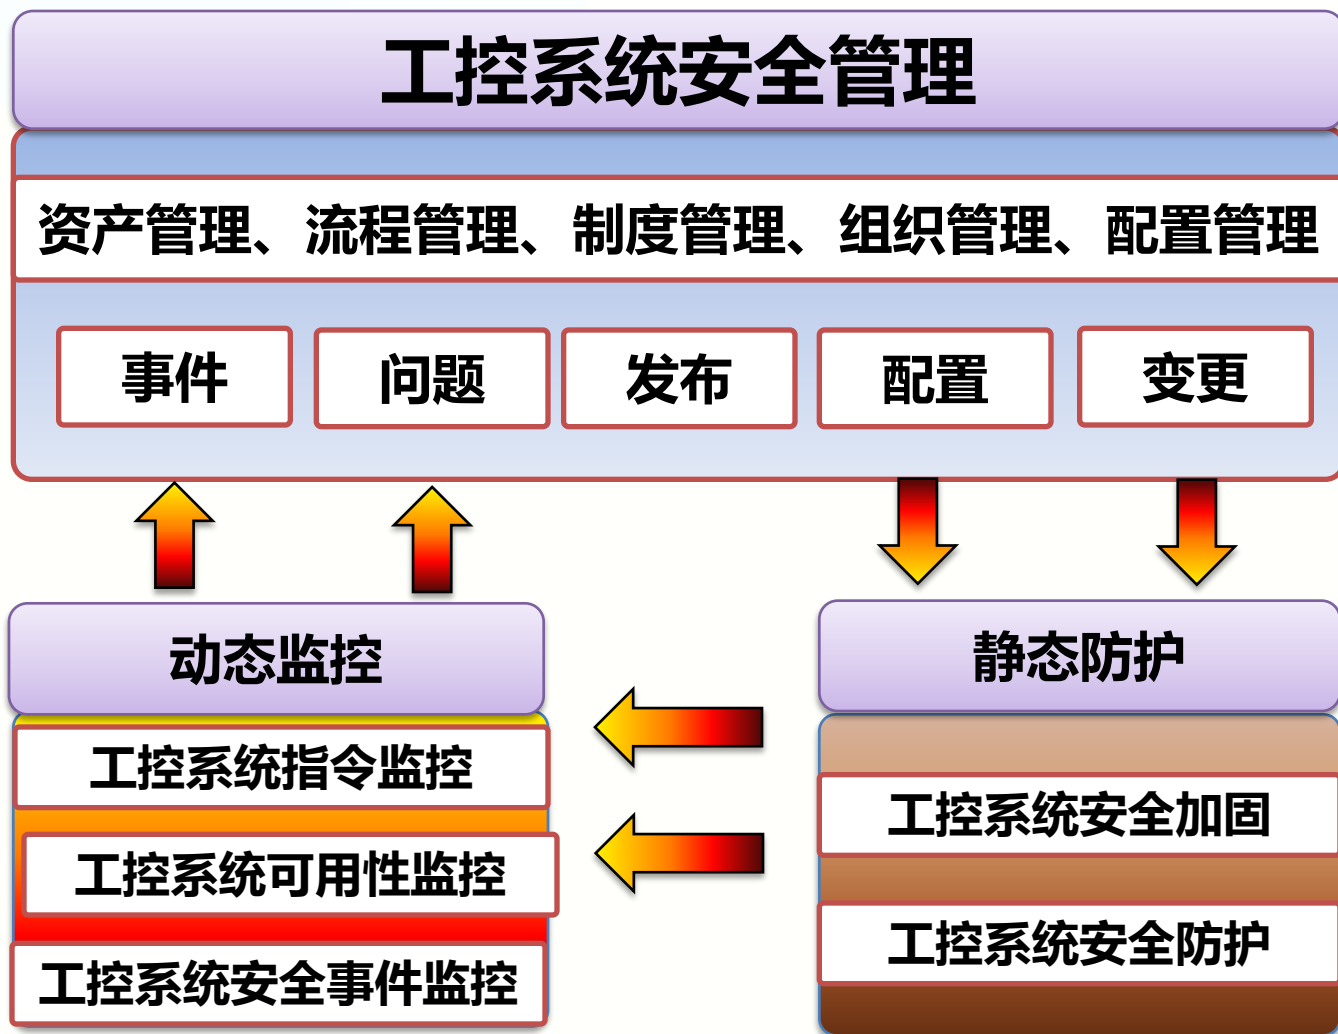 工控系统安全管理
资产管理、流程管理、制度管理、组织管理、配置管理
事件
问题
发布
配置
变更
动态监控
工控系统指令监控
工控系统可用性监控
工控系统安全事件监控
静态防护
工控系统安全加固
工控系统安全防护